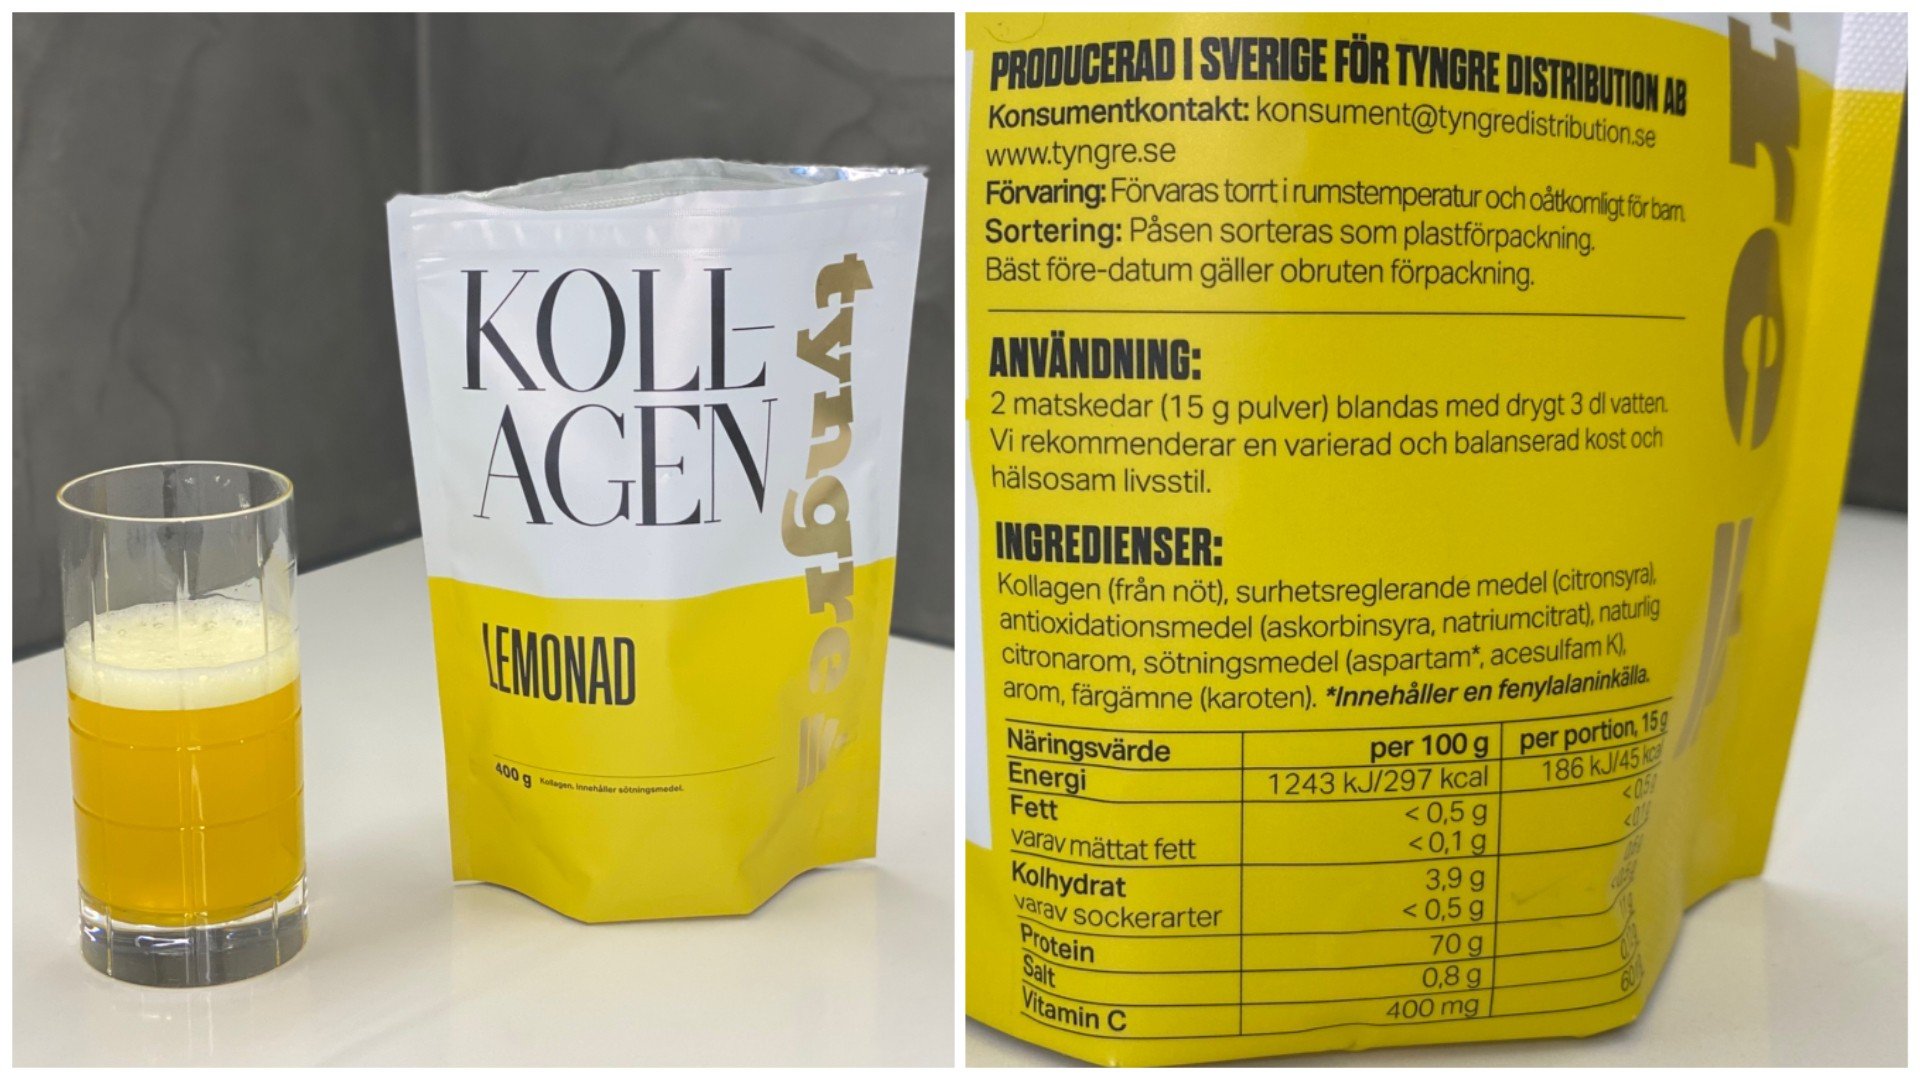 KOLL-
AGEN
tyngre
LEMONAD
400 g Kollagen. Innehåller sötningsmedel.
PRODUCERAD I SVERIGE FÖR TYNGRE DISTRIBUTION AB
Konsumentkontakt: konsument@tyngredistribution.se
www.tyngre.se
Förvaring: Förvaras torrt i rumstemperatur och oåtkomligt för barn.
Sortering: Påsen sorteras som plastförpackning.
Bäst före-datum gäller obruten förpackning.
ANVÄNDNING:
2 matskedar (15 g pulver) blandas med drygt 3 dl vatten.
Vi rekommenderar en varierad och balanserad kost och
hälsosam livsstil.
INGREDIENSER:
Kollagen (från nöt), surhetsreglerande medel (citronsyra),
antioxidationsmedel (askorbinsyra, natriumcitrat), naturlig
citronarom, sötningsmedel (aspartam*, acesulfam K),
arom, färgämne (karoten). *Innehåller en fenylalaninkälla.
Näringsvärde per 100 g per portion, 15 g
Energi 1243 kJ/297 kcal 186 kJ/45 kcal
Fett < 0,5 g < 0,5 g
varav mättat fett < 0,1 g
Kolhydrat 3,9 g
varav sockerarter < 0,5 g
Protein 70 g
Salt 0,8 g
Vitamin C 400 mg